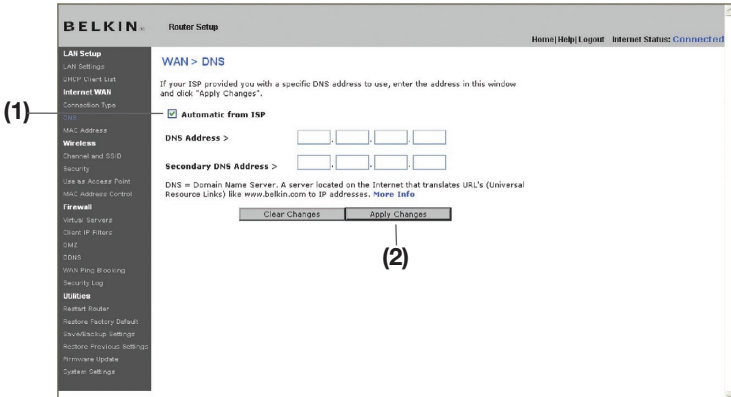 BELKIN
Router Setup
Home|Help|Logout Internet Status: Connected
LAN Setup
LAN Settings
DHCP Client List
Internet WAN
Connection Type
DNS
MAC Address
Wireless
Channel and SSID
Security
Use as Access Point
MAC Address Control
Firewall
Virtual Servers
Client IP Filters
DMZ
DDNS
WAN Ping Blocking
Security Log
Utilities
Restart Router
Restore Factory Default
Save/Backup Settings
Restore Previous Settings
Firmware Update
System Settings
WAN > DNS
If your ISP provided you with a specific DNS address to use, enter the address in this window
and click "Apply Changes".
(1)
Automatic from ISP
DNS Address >
Secondary DNS Address >
DNS = Domain Name Server. A server located on the Internet that translates URL's (Universal
Resource Links) like www.belkin.com to IP addresses. More Info
Clear Changes
Apply Changes
(2)